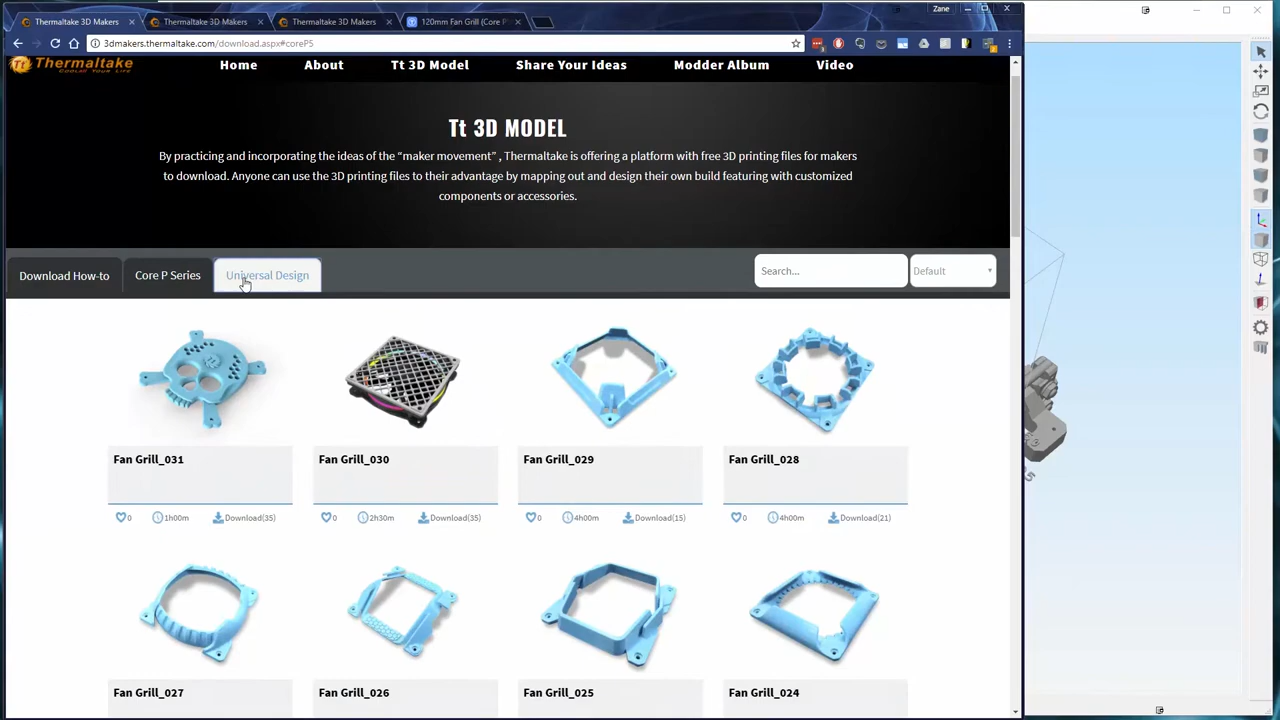 Zane
Thermaltake 3D Makers
Thermaltake 3D Makers
Thermaltake 3D Makers
120mm Fan Grill (Core P
3dmakers.thermaltake.com/download.aspx#coreP5
Tt Thermaltake
COOL ALL YOUR LIFE
Home
About
Tt 3D Model
Share Your Ideas
Modder Album
Video
Tt 3D MODEL
By practicing and incorporating the ideas of the “maker movement” , Thermaltake is offering a platform with free 3D printing files for makers
to download. Anyone can use the 3D printing files to their advantage by mapping out and design their own build featuring with customized
components or accessories.
Download How-to
Core P Series
Universal Design
Search...
Default
Fan Grill_031
Fan Grill_030
Fan Grill_029
Fan Grill_028
0 1h00m Download(35)
0 2h30m Download(35)
0 4h00m Download(15)
0 4h00m Download(21)
Fan Grill_027
Fan Grill_026
Fan Grill_025
Fan Grill_024